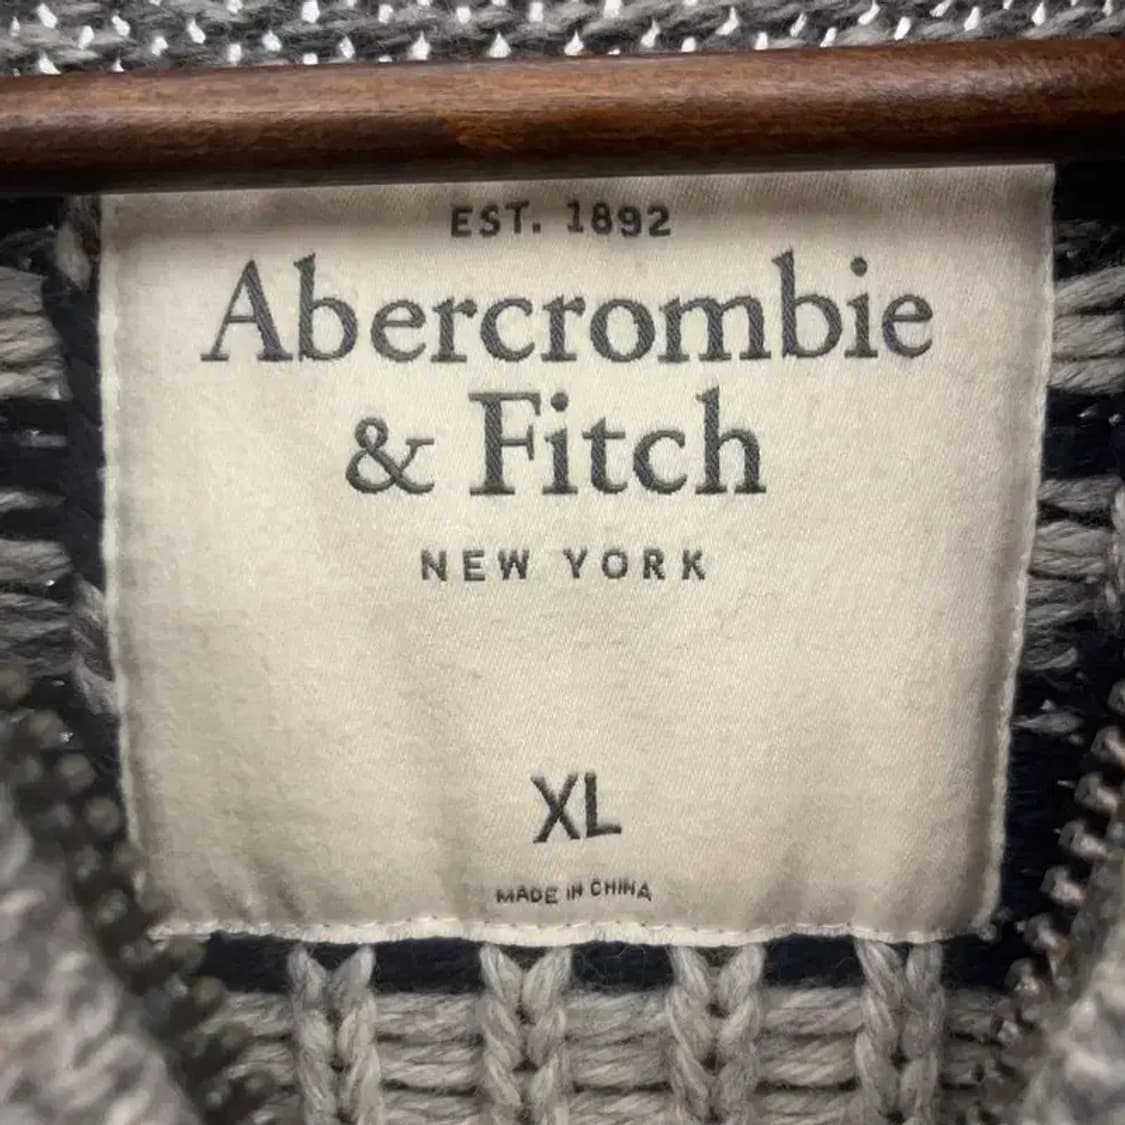 EST. 1892
Abercrombie
& Fitch
NEW YORK
XL
MADE IN CHINA